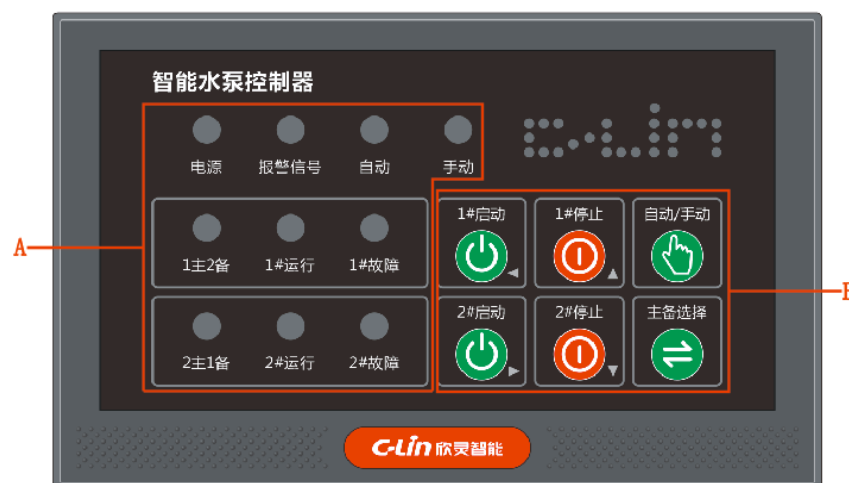 智能水泵控制器
C-Lin
电源 报警信号 自动 手动
1#启动 1#停止 自动/手动
A
1主2备 1#运行 1#故障
2#启动 2#停止 主备选择
2主1备 2#运行 2#故障
C-Lin 欣灵智能